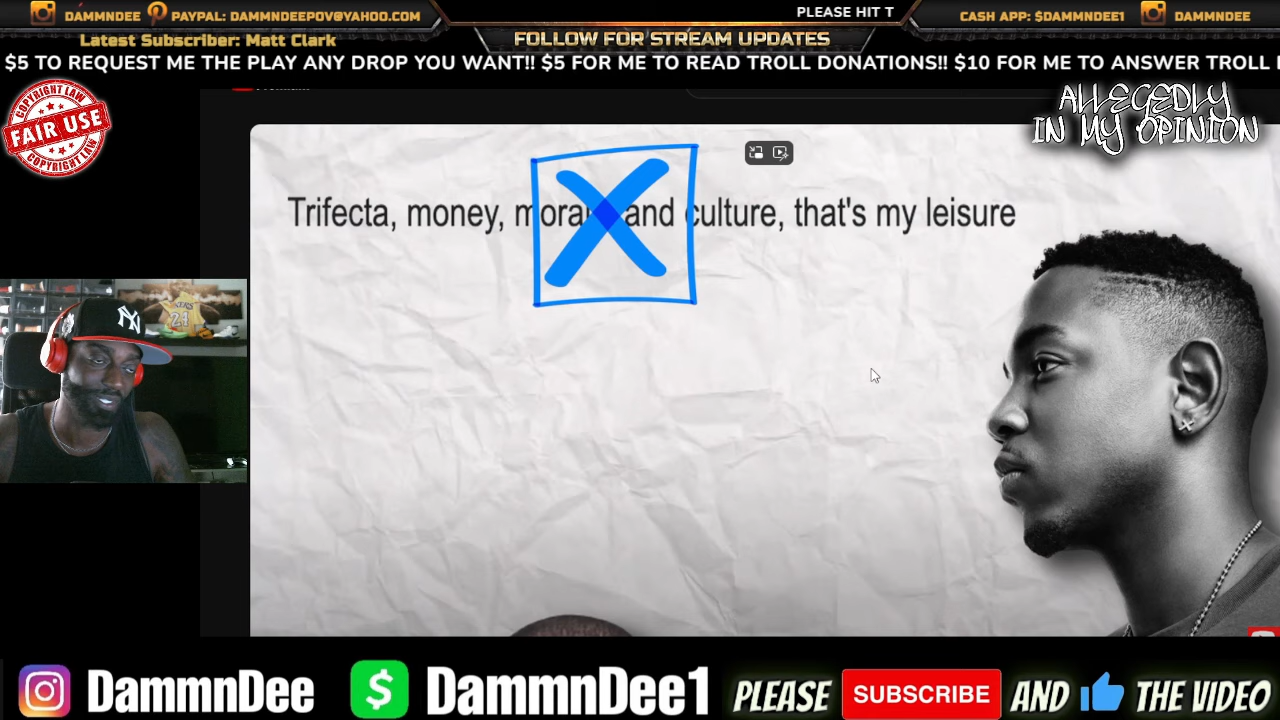 DAMMNDEE PAYPAL: DAMMNDEEPOV@YAHOO.COM
PLEASE HIT T
CASH APP: $DAMMNDEE1 DAMMNDEE
Latest Subscriber: Matt Clark
FOLLOW FOR STREAM UPDATES
$5 TO REQUEST ME THE PLAY ANY DROP YOU WANT!! $5 FOR ME TO READ TROLL DONATIONS!! $10 FOR ME TO ANSWER TROLL
COPYRIGHT LAW
FAIR USE
COPYRIGHT LAW
ALLEGEDLY
IN MY OPINION
Trifecta, money, and culture, that's my leisure
NY
24
DammnDee
$ DammnDee1
PLEASE SUBSCRIBE AND THE VIDEO